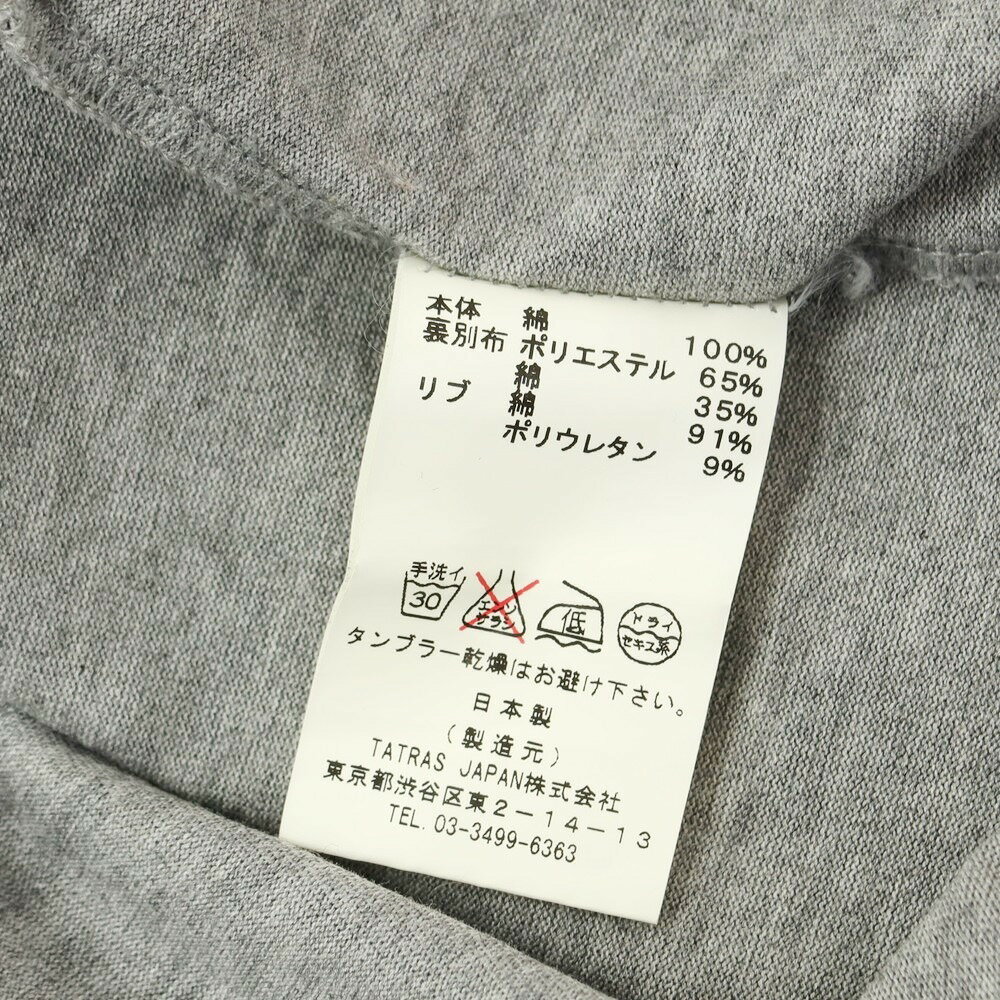 本体 綿 100%
裏別布 ポリエステル 65%
綿 35%
リブ 綿 91%
ポリウレタン 9%
手洗イ
30
エンソ
サラシ
低
ドライ
セキユ系
タンブラー乾燥はお避け下さい。
日本製
(製造元)
TATRAS JAPAN株式会社
東京都渋谷区東2-14-13
TEL. 03-3499-6363